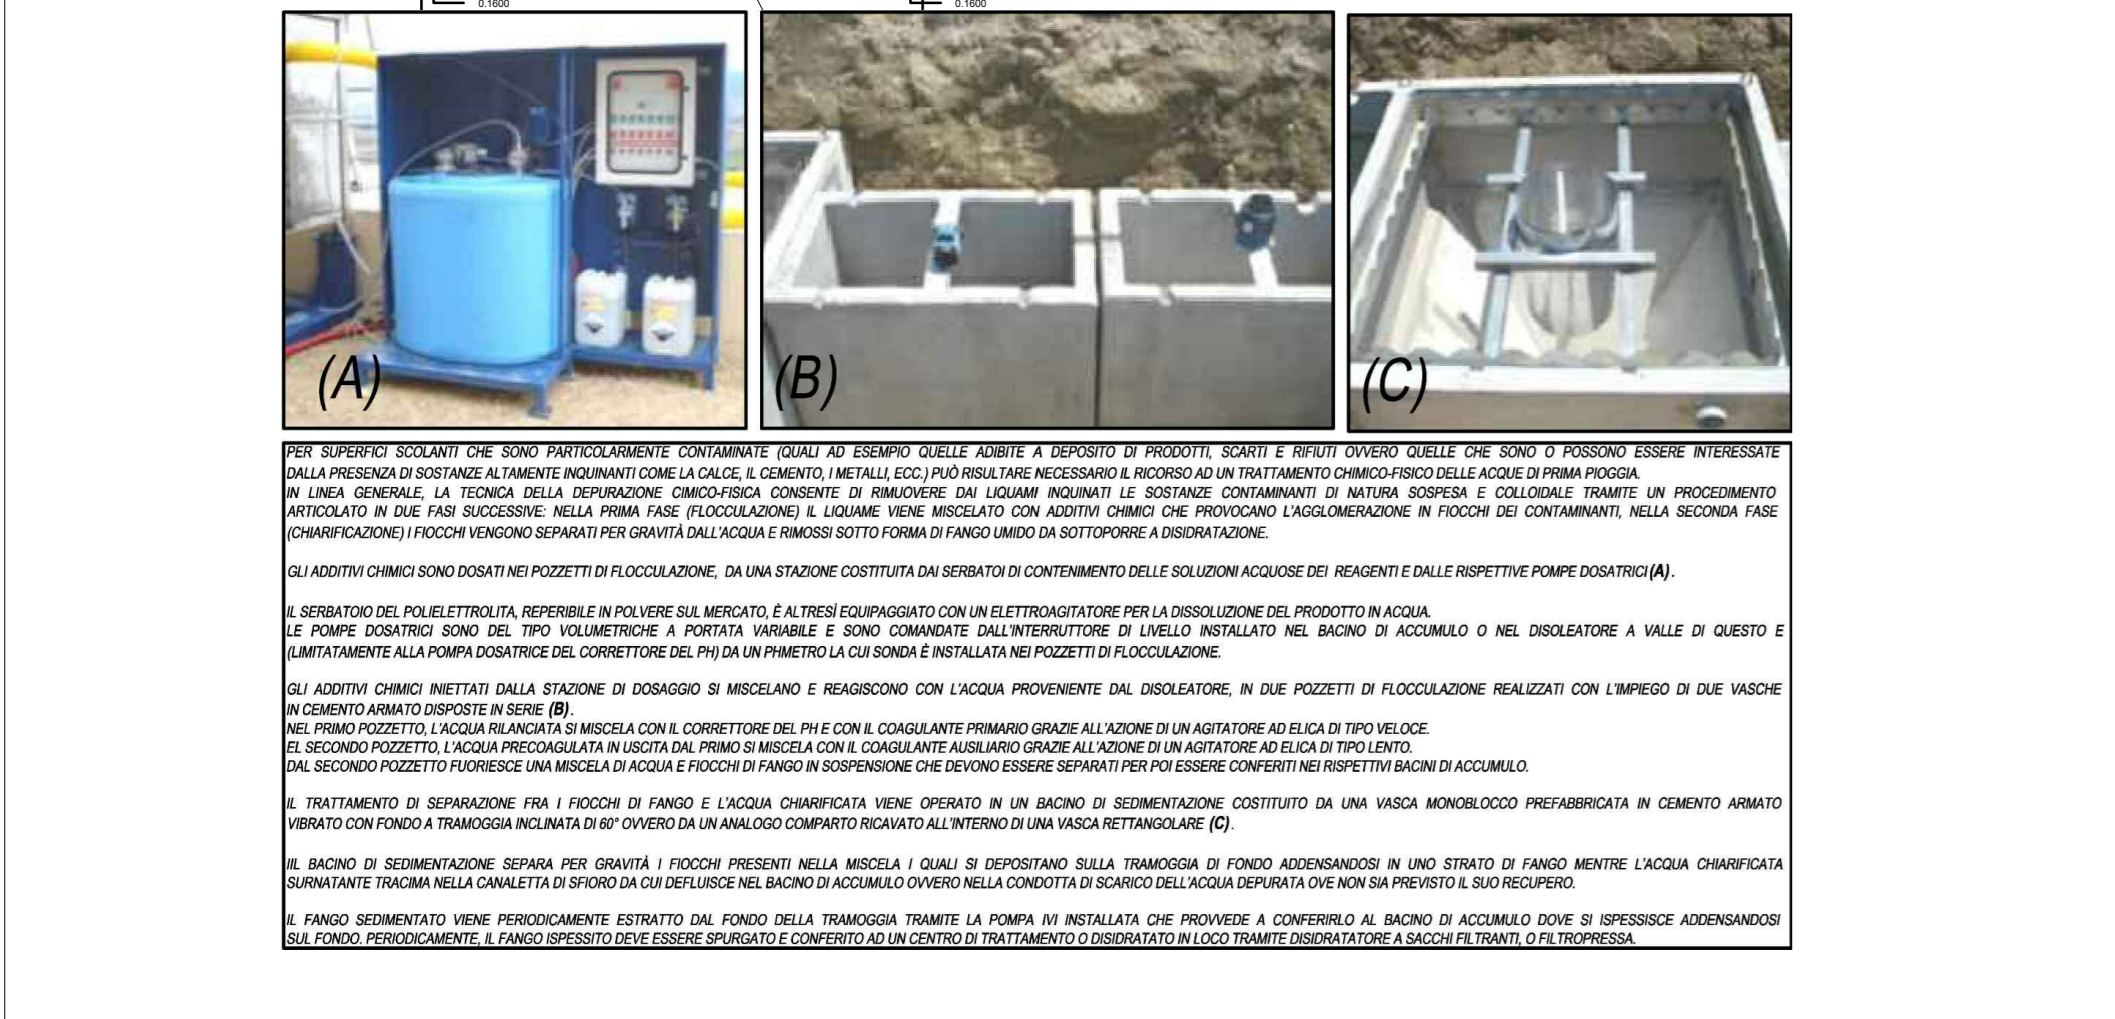 0.1600
0.1600
(A)
(B)
(C)
PER SUPERFICI SCOLANTI CHE SONO PARTICOLARMENTE CONTAMINATE (QUALI AD ESEMPIO QUELLE ADIBITE A DEPOSITO DI PRODOTTI, SCARTI E RIFIUTI OVVERO QUELLE CHE SONO O POSSONO ESSERE INTERESSATE
DALLA PRESENZA DI SOSTANZE ALTAMENTE INQUINANTI COME LA CALCE, IL CEMENTO, I METALLI, ECC.) PUÒ RISULTARE NECESSARIO IL RICORSO AD UN TRATTAMENTO CHIMICO-FISICO DELLE ACQUE DI PRIMA PIOGGIA.
IN LINEA GENERALE, LA TECNICA DELLA DEPURAZIONE CIMICO-FISICA CONSENTE DI RIMUOVERE DAI LIQUAMI INQUINATI LE SOSTANZE CONTAMINANTI DI NATURA SOSPESA E COLLOIDALE TRAMITE UN PROCEDIMENTO
ARTICOLATO IN DUE FASI SUCCESSIVE: NELLA PRIMA FASE (FLOCCULAZIONE) IL LIQUAME VIENE MISCELATO CON ADDITIVI CHIMICI CHE PROVOCANO L'AGGLOMERAZIONE IN FIOCCHI DEI CONTAMINANTI, NELLA SECONDA FASE
(CHIARIFICAZIONE) I FIOCCHI VENGONO SEPARATI PER GRAVITÀ DALL'ACQUA E RIMOSSI SOTTO FORMA DI FANGO UMIDO DA SOTTOPORRE A DISIDRATAZIONE.
GLI ADDITIVI CHIMICI SONO DOSATI NEI POZZETTI DI FLOCCULAZIONE, DA UNA STAZIONE COSTITUITA DAI SERBATOI DI CONTENIMENTO DELLE SOLUZIONI ACQUOSE DEI REAGENTI E DALLE RISPETTIVE POMPE DOSATRICI (A).
IL SERBATOIO DEL POLIELETTROLITA, REPERIBILE IN POLVERE SUL MERCATO, È ALTRESÌ EQUIPAGGIATO CON UN ELETTROAGITATORE PER LA DISSOLUZIONE DEL PRODOTTO IN ACQUA.
LE POMPE DOSATRICI SONO DEL TIPO VOLUMETRICHE A PORTATA VARIABILE E SONO COMANDATE DALL'INTERRUTTORE DI LIVELLO INSTALLATO NEL BACINO DI ACCUMULO O NEL DISOLEATORE A VALLE DI QUESTO E
(LIMITATAMENTE ALLA POMPA DOSATRICE DEL CORRETTORE DEL PH) DA UN PHMETRO LA CUI SONDA È INSTALLATA NEI POZZETTI DI FLOCCULAZIONE.
GLI ADDITIVI CHIMICI INIETTATI DALLA STAZIONE DI DOSAGGIO SI MISCELANO E REAGISCONO CON L'ACQUA PROVENIENTE DAL DISOLEATORE, IN DUE POZZETTI DI FLOCCULAZIONE REALIZZATI CON L'IMPIEGO DI DUE VASCHE
IN CEMENTO ARMATO DISPOSTE IN SERIE (B).
NEL PRIMO POZZETTO, L'ACQUA RILANCIATA SI MISCELA CON IL CORRETTORE DEL PH E CON IL COAGULANTE PRIMARIO GRAZIE ALL'AZIONE DI UN AGITATORE AD ELICA DI TIPO VELOCE.
EL SECONDO POZZETTO, L'ACQUA PRECOAGULATA IN USCITA DAL PRIMO SI MISCELA CON IL COAGULANTE AUSILIARIO GRAZIE ALL'AZIONE DI UN AGITATORE AD ELICA DI TIPO LENTO.
DAL SECONDO POZZETTO FUORIESCE UNA MISCELA DI ACQUA E FIOCCHI DI FANGO IN SOSPENSIONE CHE DEVONO ESSERE SEPARATI PER POI ESSERE CONFERITI NEI RISPETTIVI BACINI DI ACCUMULO.
IL TRATTAMENTO DI SEPARAZIONE FRA I FIOCCHI DI FANGO E L'ACQUA CHIARIFICATA VIENE OPERATO IN UN BACINO DI SEDIMENTAZIONE COSTITUITO DA UNA VASCA MONOBLOCCO PREFABBRICATA IN CEMENTO ARMATO
VIBRATO CON FONDO A TRAMOGGIA INCLINATA DI 60° OVVERO DA UN ANALOGO COMPARTO RICAVATO ALL'INTERNO DI UNA VASCA RETTANGOLARE (C).
IIL BACINO DI SEDIMENTAZIONE SEPARA PER GRAVITÀ I FIOCCHI PRESENTI NELLA MISCELA I QUALI SI DEPOSITANO SULLA TRAMOGGIA DI FONDO ADDENSANDOSI IN UNO STRATO DI FANGO MENTRE L'ACQUA CHIARIFICATA
SURNATANTE TRACIMA NELLA CANALETTA DI SFIORO DA CUI DEFLUISCE NEL BACINO DI ACCUMULO OVVERO NELLA CONDOTTA DI SCARICO DELL'ACQUA DEPURATA OVE NON SIA PREVISTO IL SUO RECUPERO.
IL FANGO SEDIMENTATO VIENE PERIODICAMENTE ESTRATTO DAL FONDO DELLA TRAMOGGIA TRAMITE LA POMPA IVI INSTALLATA CHE PROVVEDE A CONFERIRLO AL BACINO DI ACCUMULO DOVE SI ISPESSISCE ADDENSANDOSI
SUL FONDO. PERIODICAMENTE, IL FANGO ISPESSITO DEVE ESSERE SPURGATO E CONFERITO AD UN CENTRO DI TRATTAMENTO O DISIDRATATO IN LOCO TRAMITE DISIDRATATORE A SACCHI FILTRANTI, O FILTROPRESSA.